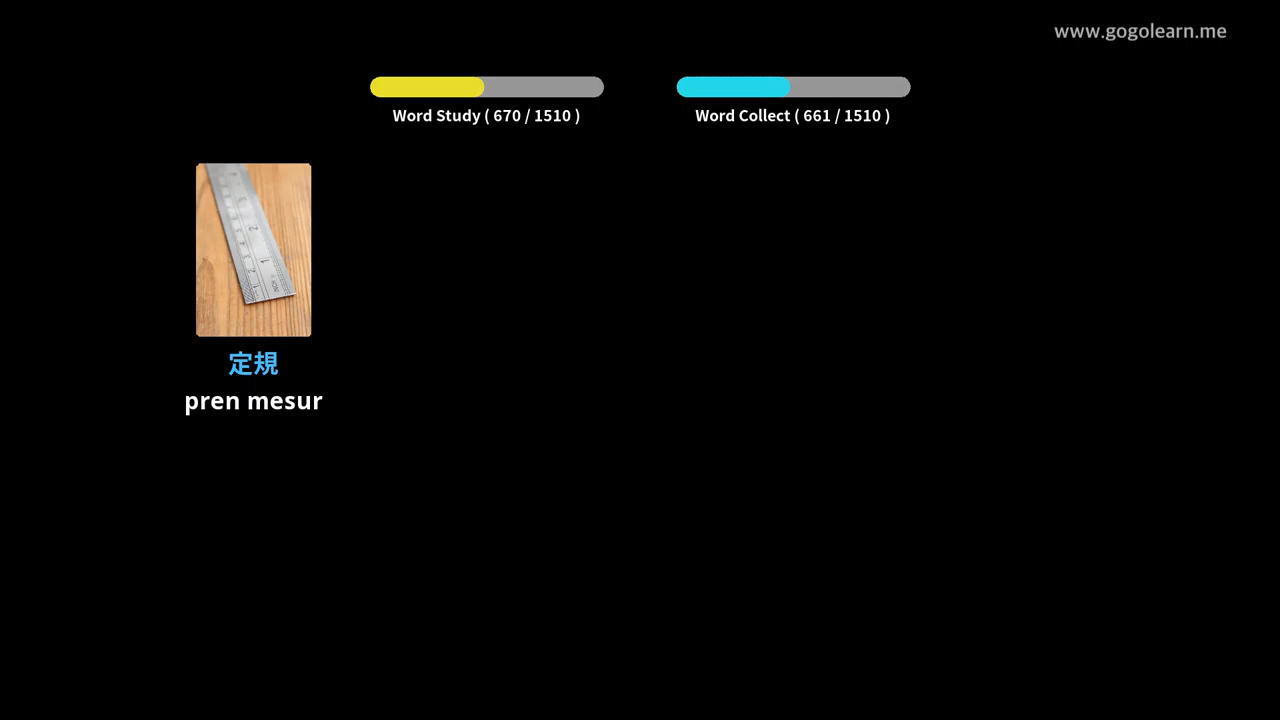 www.gogolearn.me
Word Study ( 670 / 1510 )
Word Collect ( 661 / 1510 )
定規
pren mesur